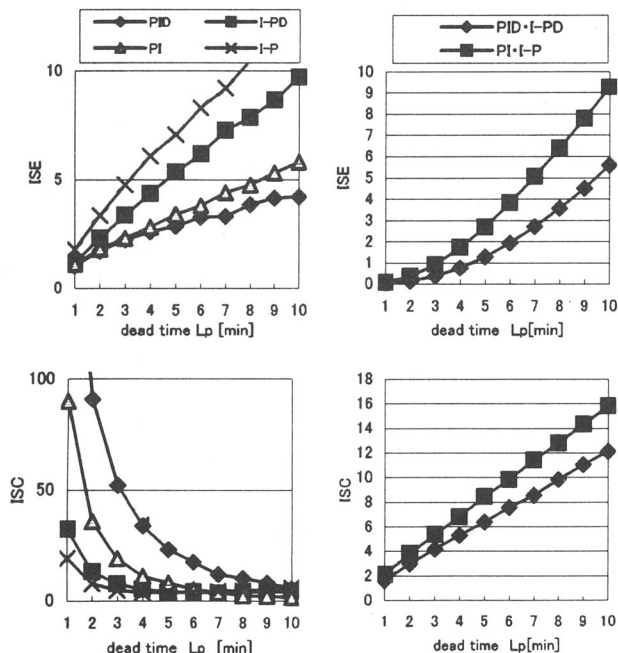 PID I-PD
PI I-P
10
5
0
ISE
1 2 3 4 5 6 7 8 9 10
dead time Lp [min]
PID・I-PD
PI・I-P
10
9
8
7
6
5
4
3
2
1
0
ISE
1 2 3 4 5 6 7 8 9 10
dead time Lp[min]
100
50
0
ISC
1 2 3 4 5 6 7 8 9 10
dead time Lp [min]
18
16
14
12
10
8
6
4
2
0
ISC
1 2 3 4 5 6 7 8 9 10
dead time Lp[min]